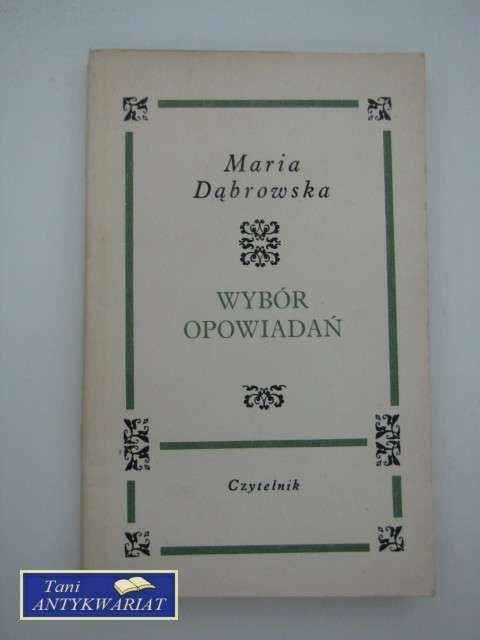 Maria
Dąbrowska
WYBÓR
OPOWIADAŃ
Czytelnik
Tani
ANTYKWARIAT